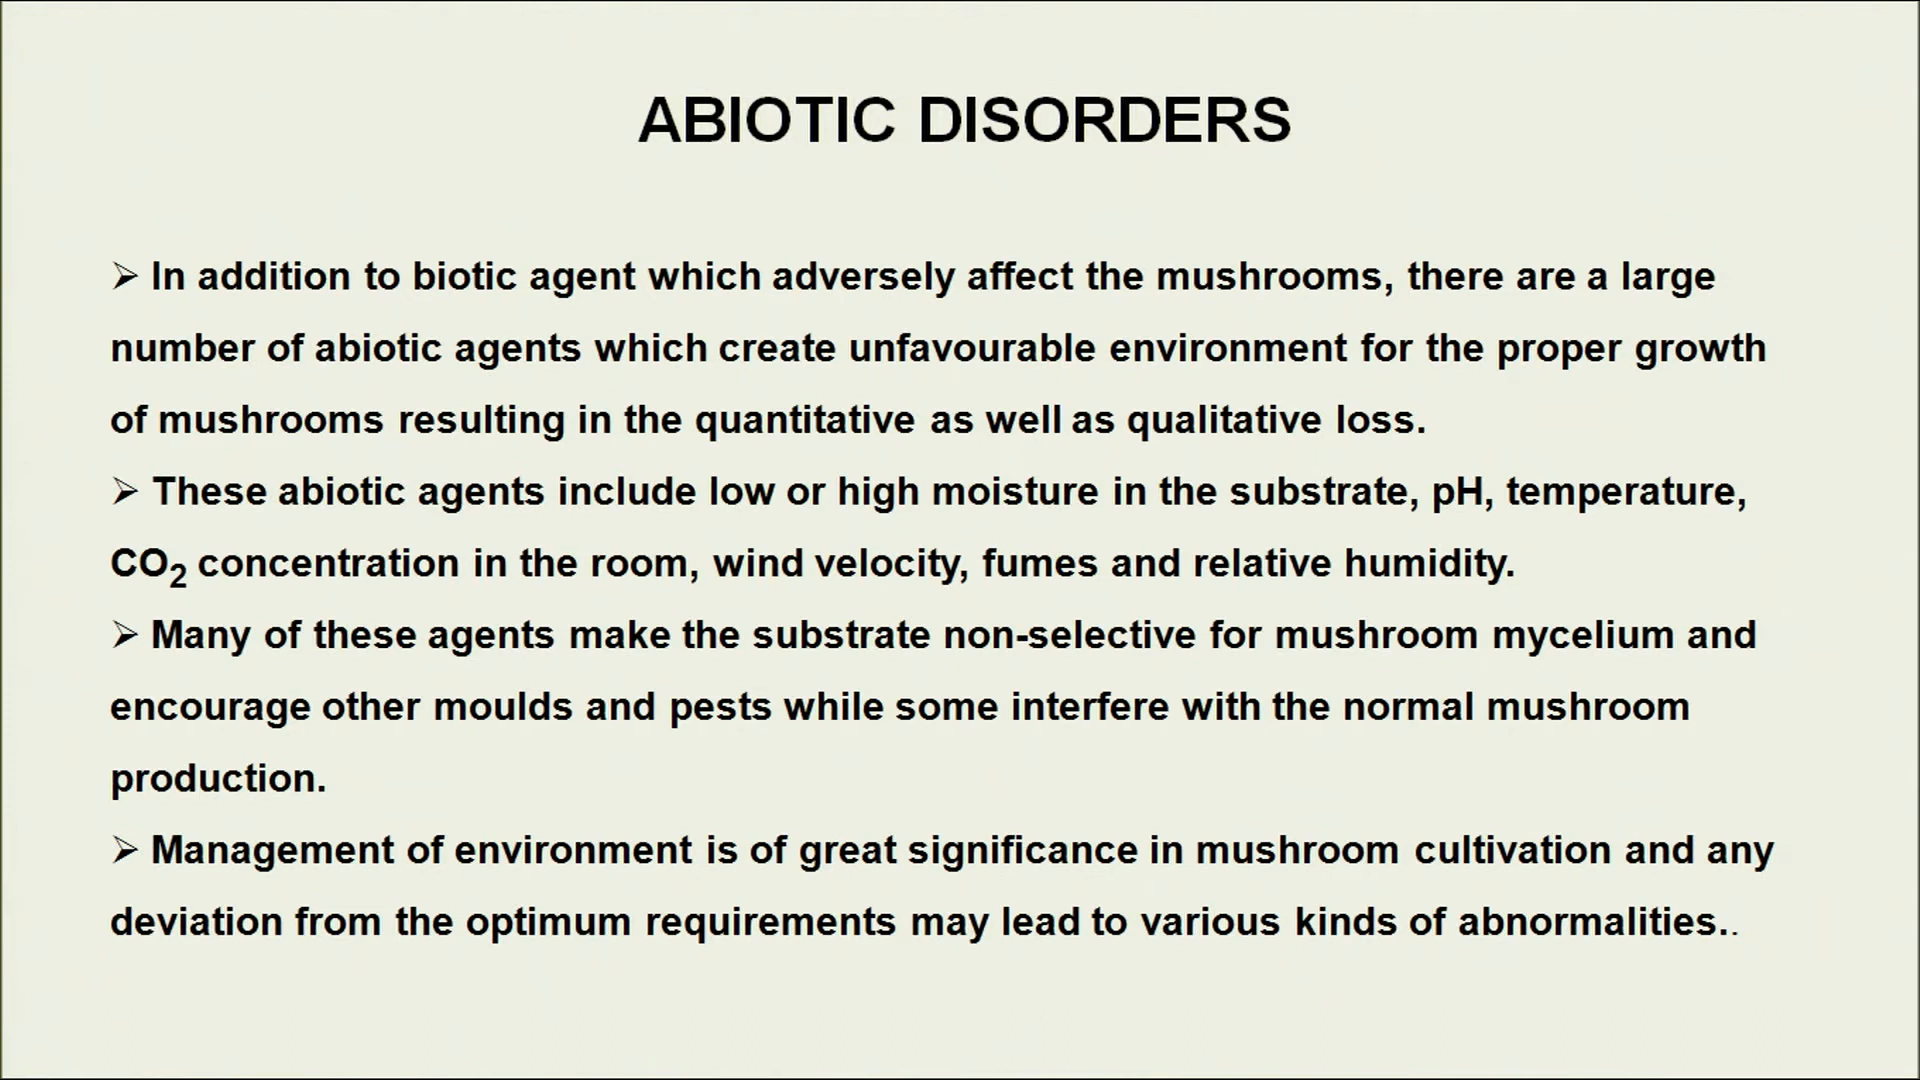 ABIOTIC DISORDERS
➢ In addition to biotic agent which adversely affect the mushrooms, there are a large
number of abiotic agents which create unfavourable environment for the proper growth
of mushrooms resulting in the quantitative as well as qualitative loss.
➢ These abiotic agents include low or high moisture in the substrate, pH, temperature,
CO₂ concentration in the room, wind velocity, fumes and relative humidity.
➢ Many of these agents make the substrate non-selective for mushroom mycelium and
encourage other moulds and pests while some interfere with the normal mushroom
production.
➢ Management of environment is of great significance in mushroom cultivation and any
deviation from the optimum requirements may lead to various kinds of abnormalities..